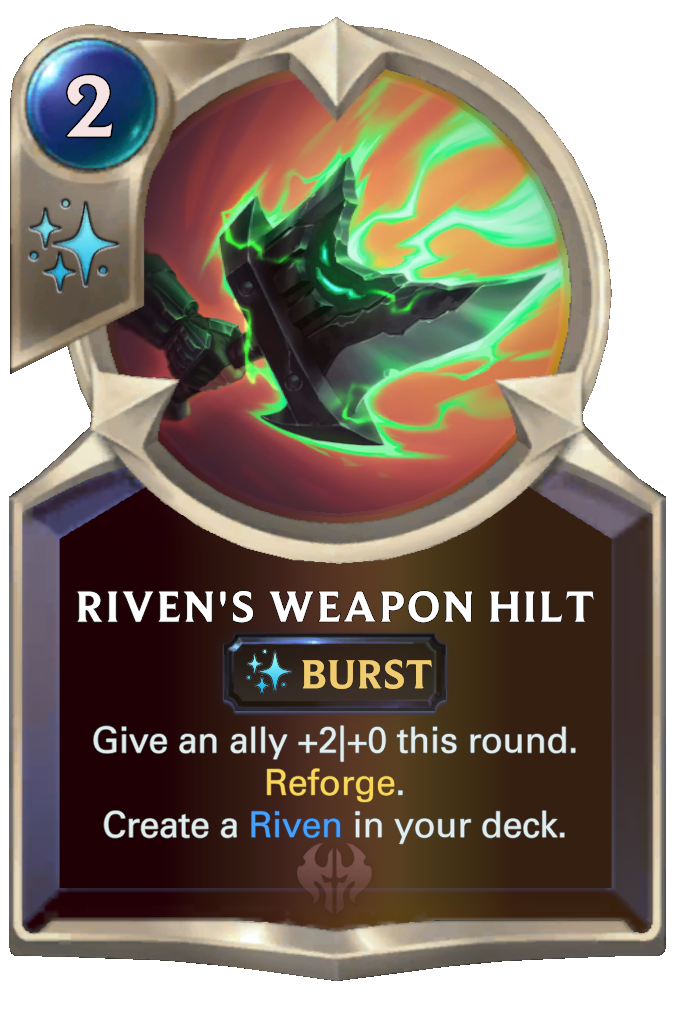 2
RIVEN'S WEAPON HILT
BURST
Give an ally +2|+0 this round.
Reforge.
Create a Riven in your deck.